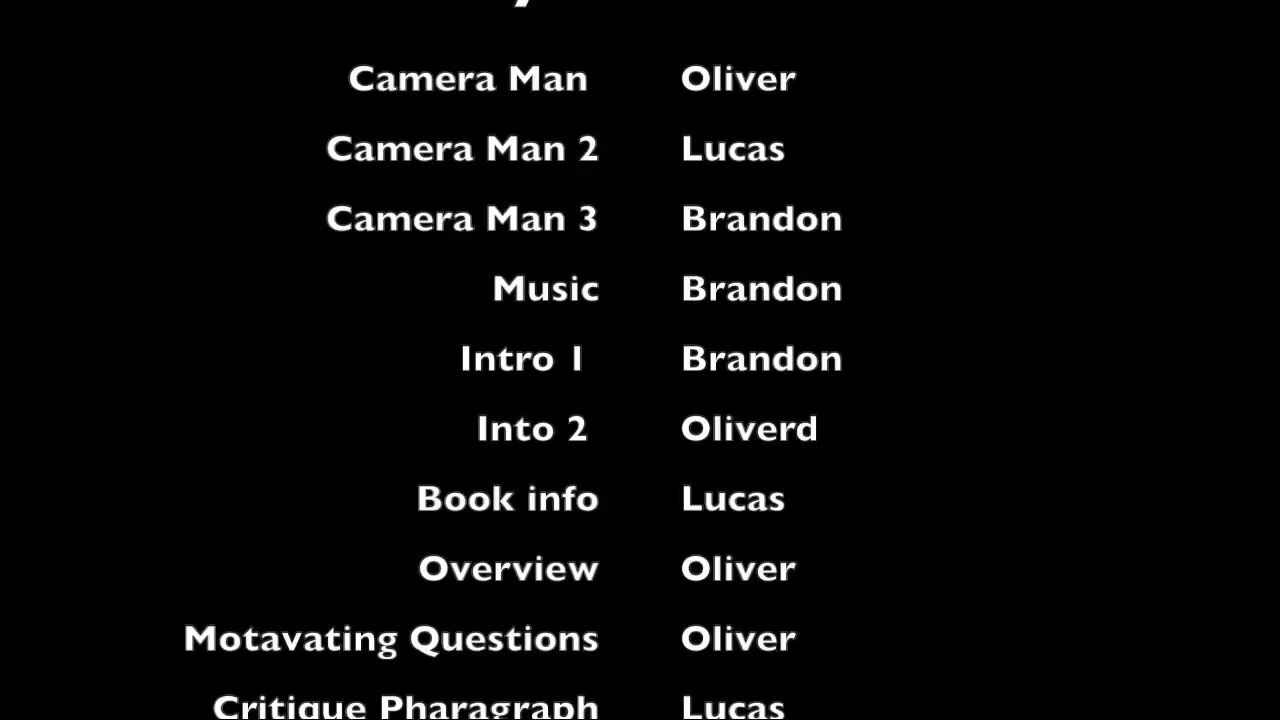 Camera Man Oliver
Camera Man 2 Lucas
Camera Man 3 Brandon
Music Brandon
Intro 1 Brandon
Into 2 Oliverd
Book info Lucas
Overview Oliver
Motavating Questions Oliver
Critique Pharagraph Lucas